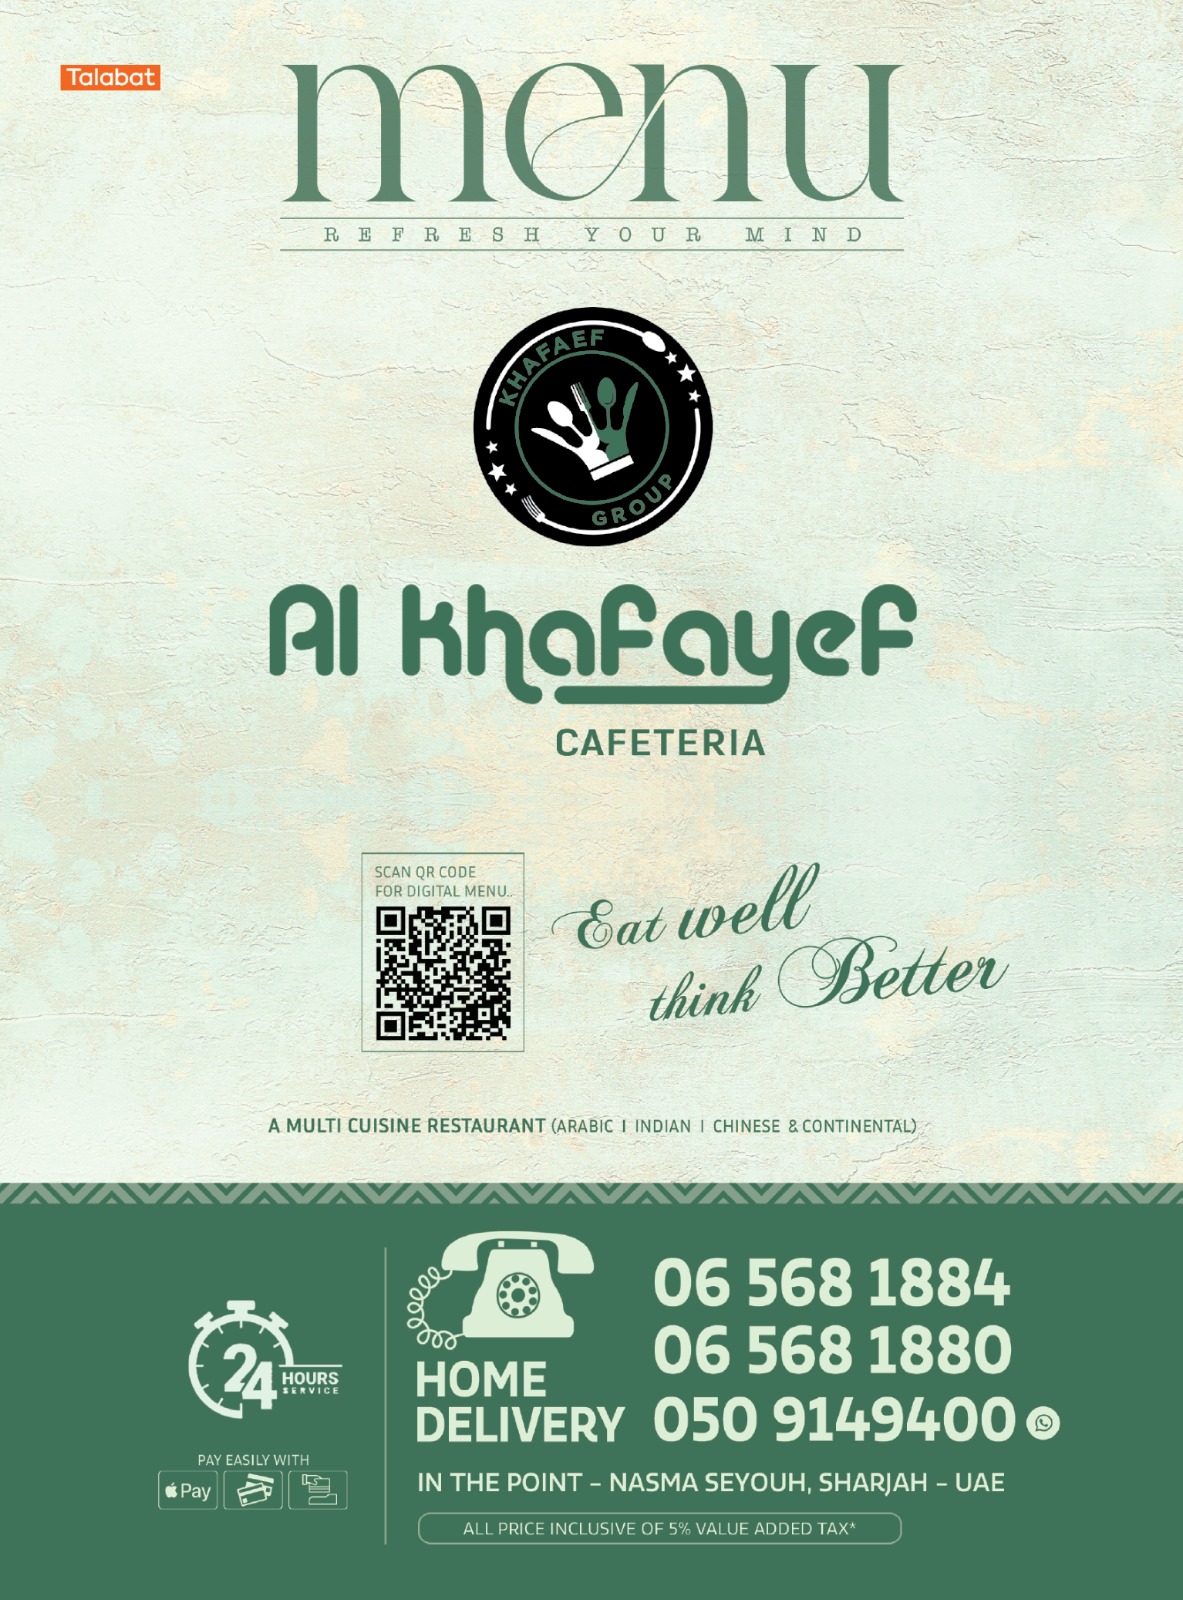 Talabat
menu
REFRESH YOUR MIND
KHAFAEF
GROUP
Al Khafayef
CAFETERIA
SCAN QR CODE
FOR DIGITAL MENU..
Eat well
think Better
A MULTI CUISINE RESTAURANT (ARABIC I INDIAN I CHINESE & CONTINENTAL)
24
HOURS
SERVICE
PAY EASILY WITH
Pay
HOME
DELIVERY
06 568 1884
06 568 1880
050 9149400
IN THE POINT – NASMA SEYOUH, SHARJAH – UAE
ALL PRICE INCLUSIVE OF 5% VALUE ADDED TAX*